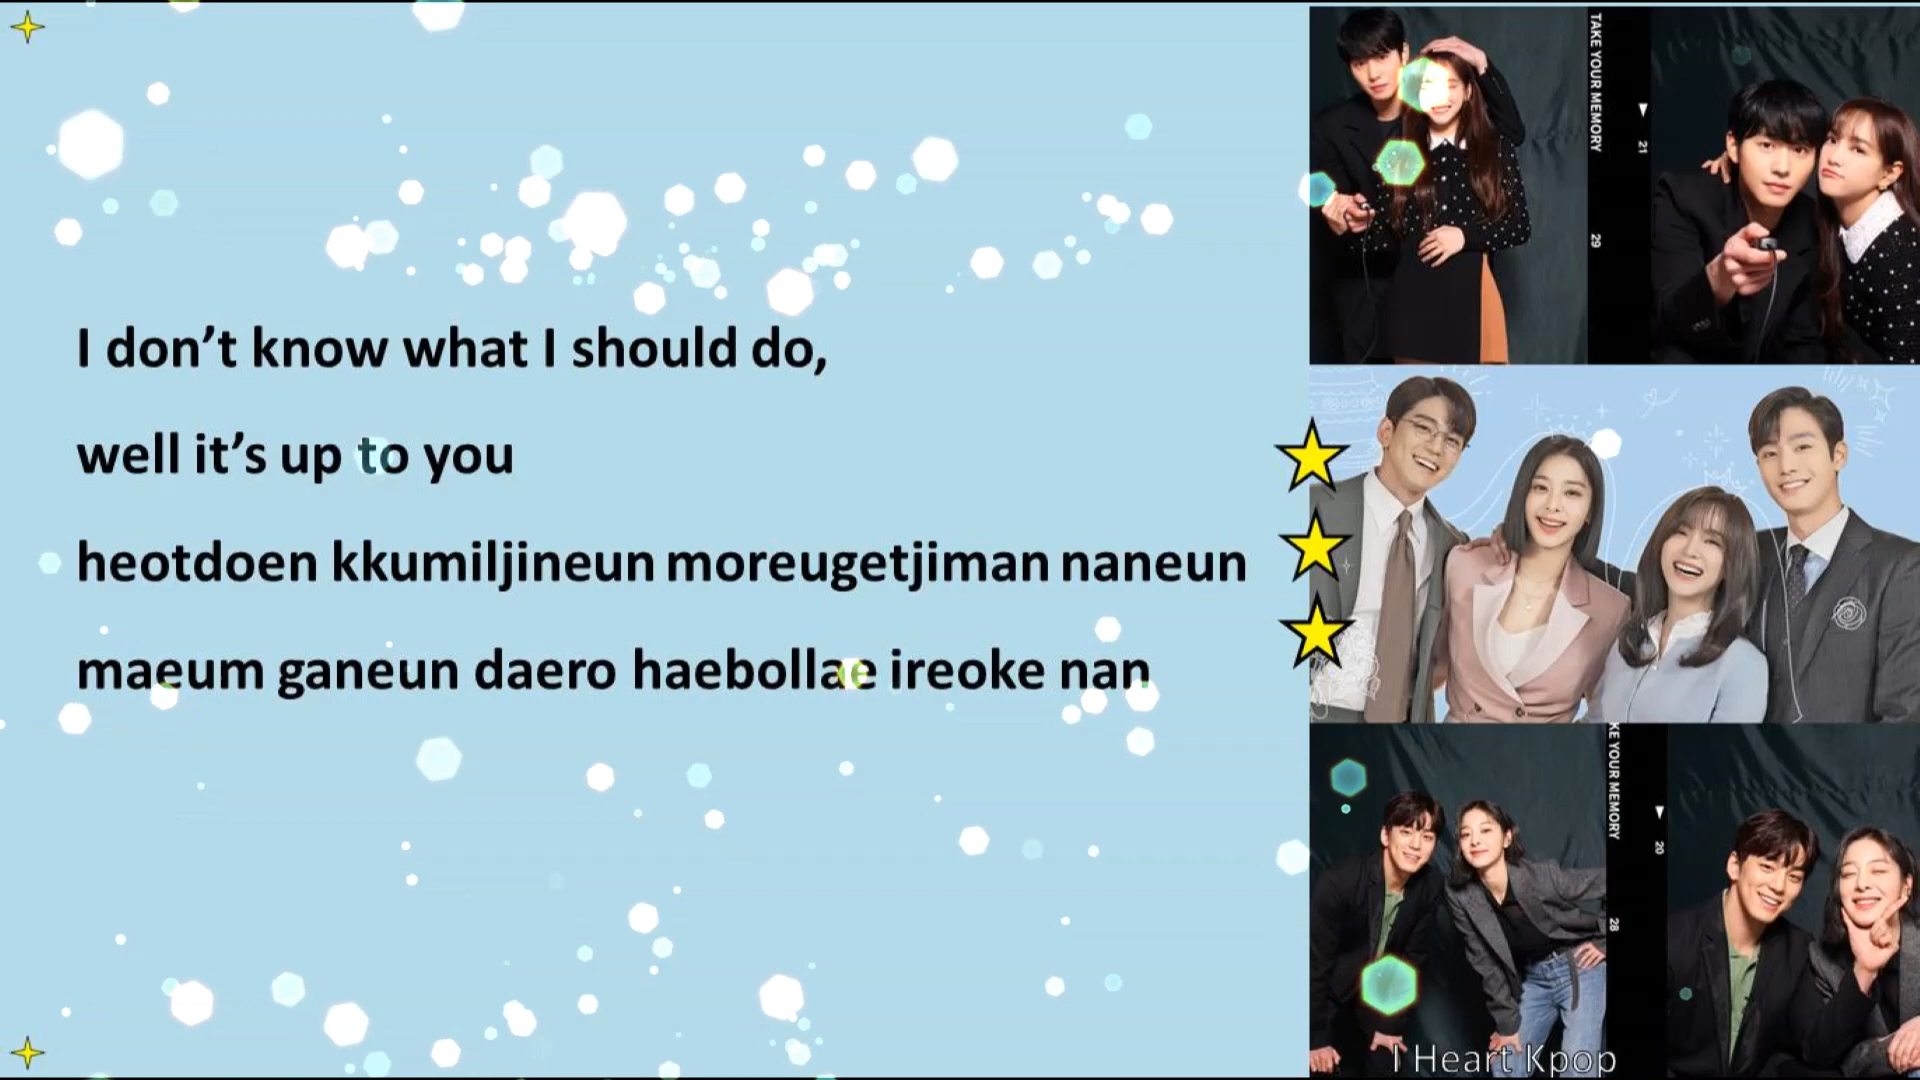 I don’t know what I should do,
well it’s up to you
heotdoen kkumiljineun moreugetjiman naneun
maeum ganeun daero haebollae ireoke nan
TAKE YOUR MEMORY
21
29
KE YOUR MEMORY
20
28
I Heart Kpop